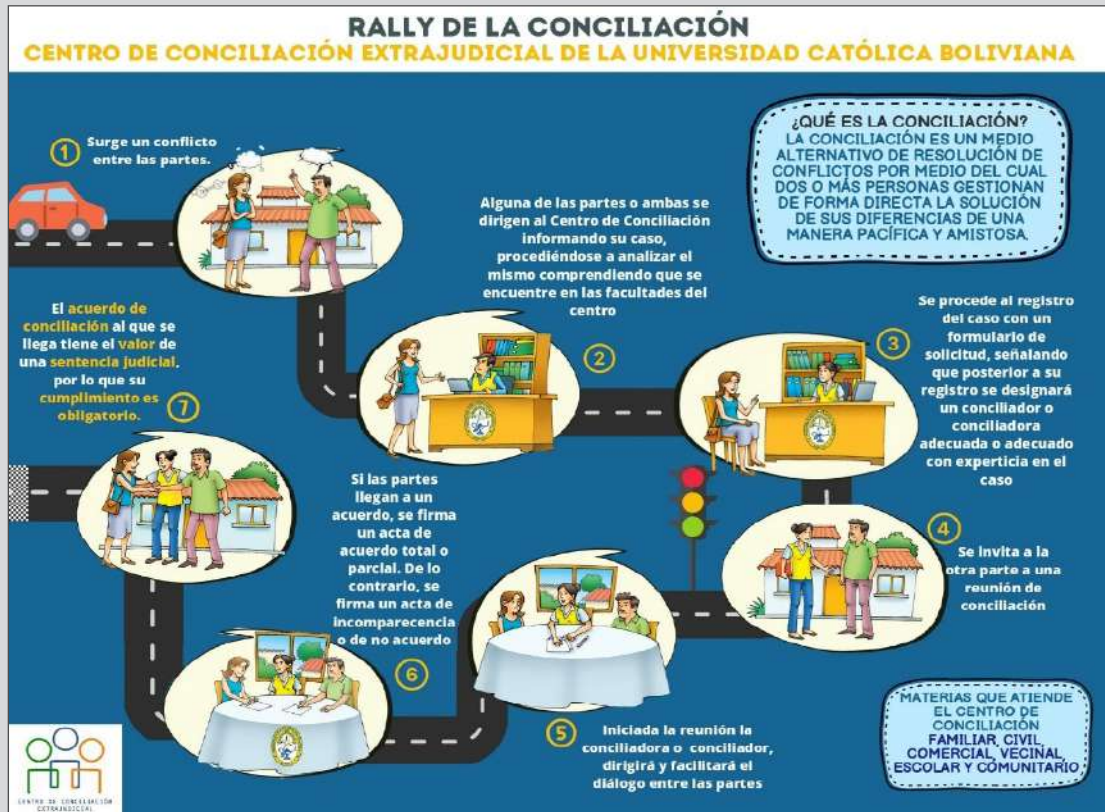 RALLY DE LA CONCILIACIÓN
CENTRO DE CONCILIACIÓN EXTRAJUDICIAL DE LA UNIVERSIDAD CATÓLICA BOLIVIANA
¿QUÉ ES LA CONCILIACIÓN?
LA CONCILIACIÓN ES UN MEDIO
ALTERNATIVO DE RESOLUCIÓN DE
CONFLICTOS POR MEDIO DEL CUAL
DOS O MÁS PERSONAS GESTIONAN
DE FORMA DIRECTA LA SOLUCIÓN
DE SUS DIFERENCIAS DE UNA
MANERA PACÍFICA Y AMISTOSA.
1
Surge un conflicto
entre las partes.
Alguna de las partes o ambas se
dirigen al Centro de Conciliación
informando su caso,
procediéndose a analizar el
mismo comprendiendo que se
encuentre en las facultades del
centro
2
Se procede al registro
del caso con un
formulario de
solicitud, señalando
que posterior a su
registro se designará
un conciliador o
conciliadora
adecuada o adecuado
con experticia en el
caso
3
4
Se invita a la
otra parte a una
reunión de
conciliación
5
Iniciada la reunión la
conciliadora o conciliador,
dirigirá y facilitará el
diálogo entre las partes
Si las partes
llegan a un
acuerdo, se firma
un acta de
acuerdo total o
parcial. De lo
contrario, se
firma un acta de
incomparecencia
o de no acuerdo
6
El acuerdo de
conciliación al que se
llega tiene el valor de
una sentencia judicial,
por lo que su
cumplimiento es
obligatorio.
7
MATERIAS QUE ATIENDE
EL CENTRO DE
CONCILIACIÓN
FAMILIAR, CIVIL,
COMERCIAL, VECINAL,
ESCOLAR Y COMUNITARIO
CENTRO DE CONCILIACIÓN
EXTRAJUDICIAL